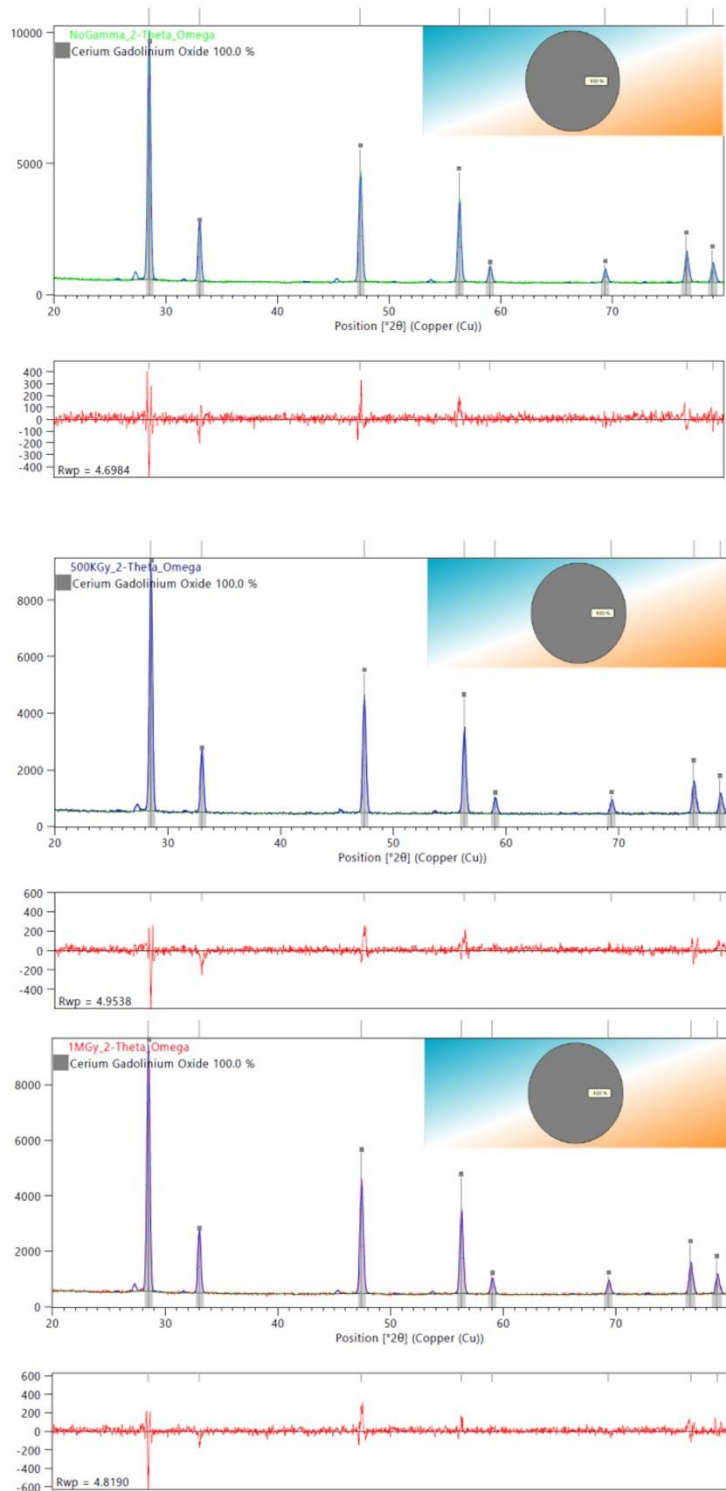 NoGamma_2-Theta_Omega
Cerium Gadolinium Oxide 100.0 %
100 %
10000
5000
0
20 30 40 50 60 70
Position [°2θ] (Copper (Cu))
400
300
200
100
0
-100
-200
-300
-400
Rwp = 4.6984
500KGy_2-Theta_Omega
Cerium Gadolinium Oxide 100.0 %
100 %
8000
6000
4000
2000
0
20 30 40 50 60 70
Position [°2θ] (Copper (Cu))
600
400
200
0
-200
-400
Rwp = 4.9538
1MGy_2-Theta_Omega
Cerium Gadolinium Oxide 100.0 %
100 %
8000
6000
4000
2000
0
20 30 40 50 60 70
Position [°2θ] (Copper (Cu))
600
400
200
0
-200
-400
-600
Rwp = 4.8190